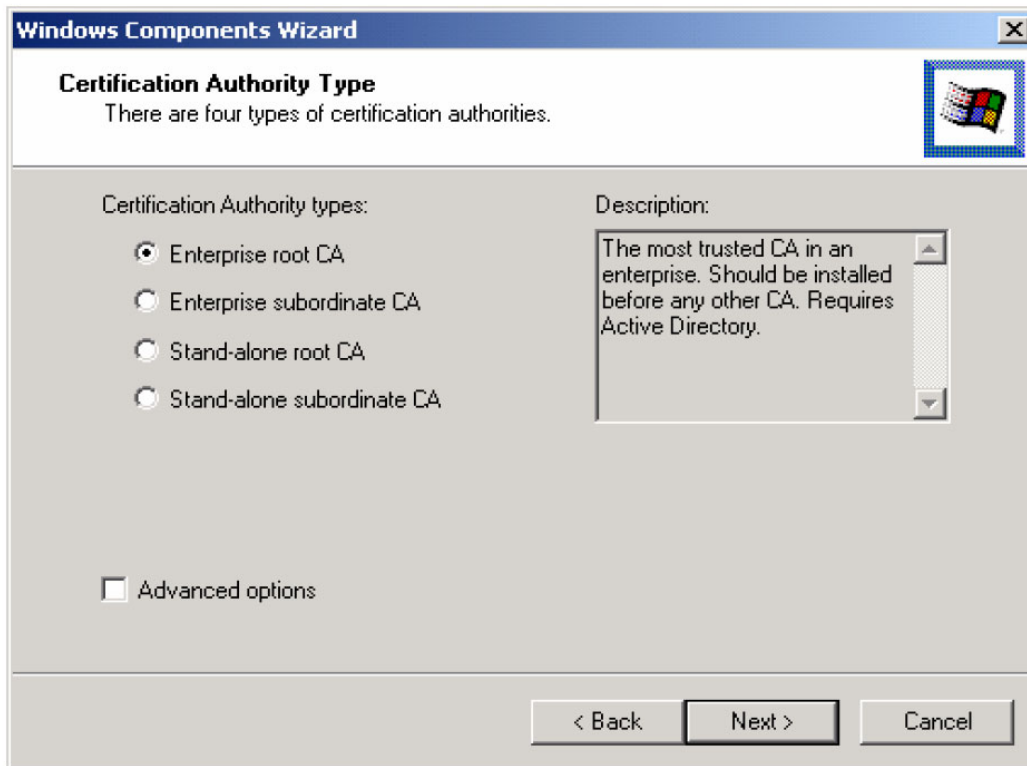 Windows Components Wizard
Certification Authority Type
There are four types of certification authorities.
Certification Authority types:
Enterprise root CA
Enterprise subordinate CA
Stand-alone root CA
Stand-alone subordinate CA
Description:
The most trusted CA in an
enterprise. Should be installed
before any other CA. Requires
Active Directory.
Advanced options
< Back
Next >
Cancel